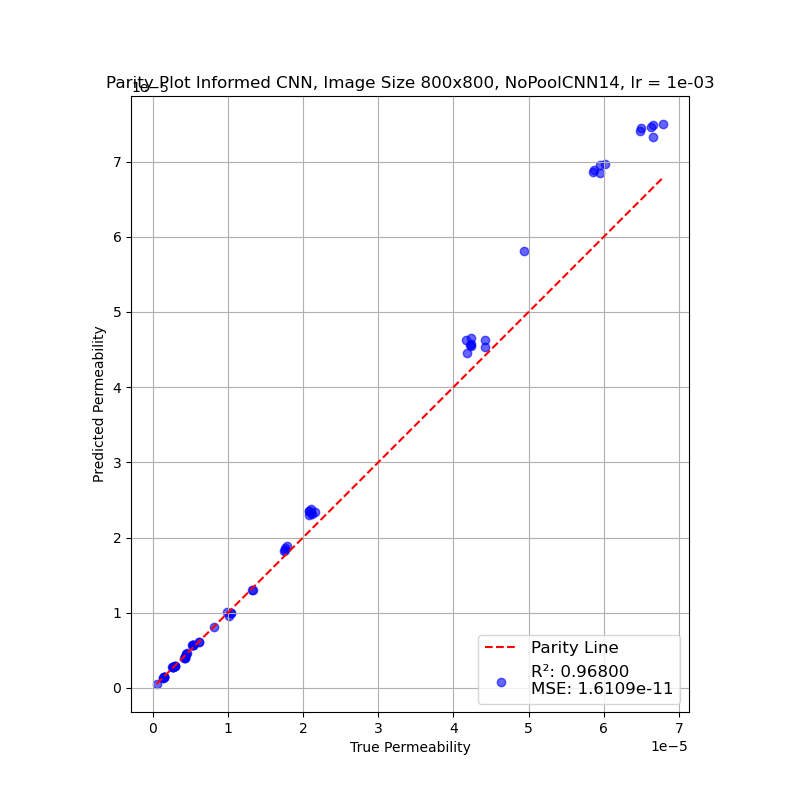 Parity Plot Informed CNN, Image Size 800x800, NoPoolCNN14, lr = 1e-03
1e−5
7
6
5
4
3
2
1
0
Predicted Permeability
Parity Line
R²: 0.96800
MSE: 1.6109e-11
0 1 2 3 4 5 6 7
True Permeability
1e−5